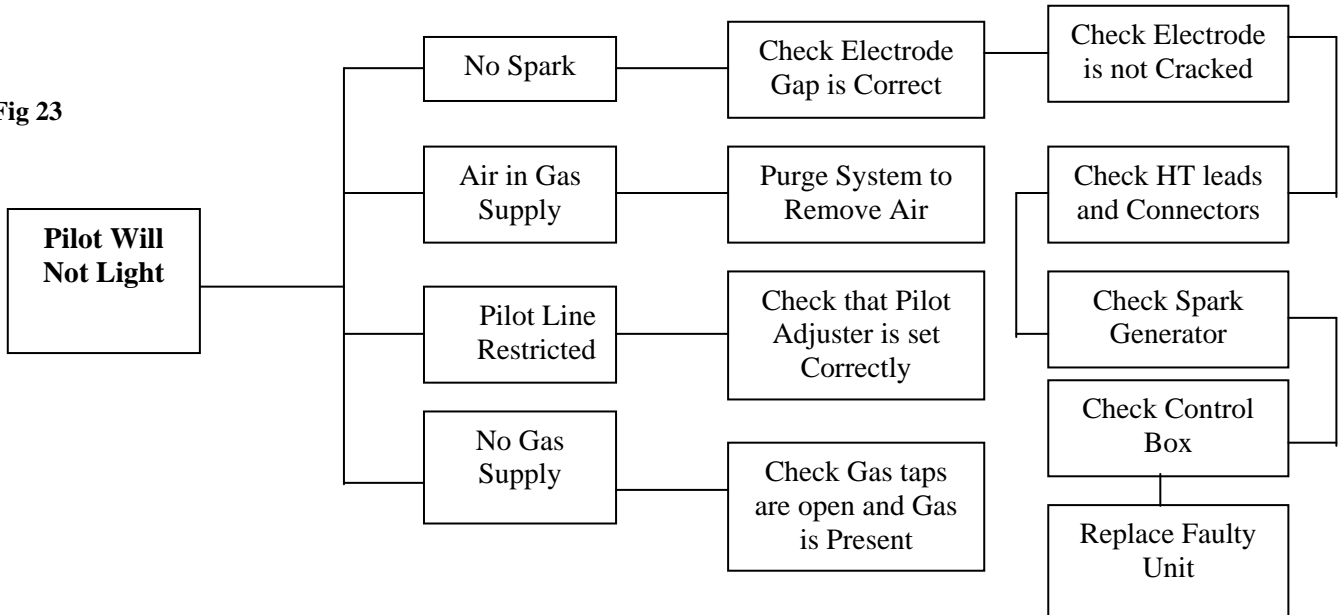 No Spark
Check Electrode
Gap is Correct
Check Electrode
is not Cracked
Fig 23
Air in Gas
Supply
Purge System to
Remove Air
Check HT leads
and Connectors
Pilot Will
Not Light
Pilot Line
Restricted
Check that Pilot
Adjuster is set
Correctly
Check Spark
Generator
No Gas
Supply
Check Gas taps
are open and Gas
is Present
Check Control
Box
Replace Faulty
Unit